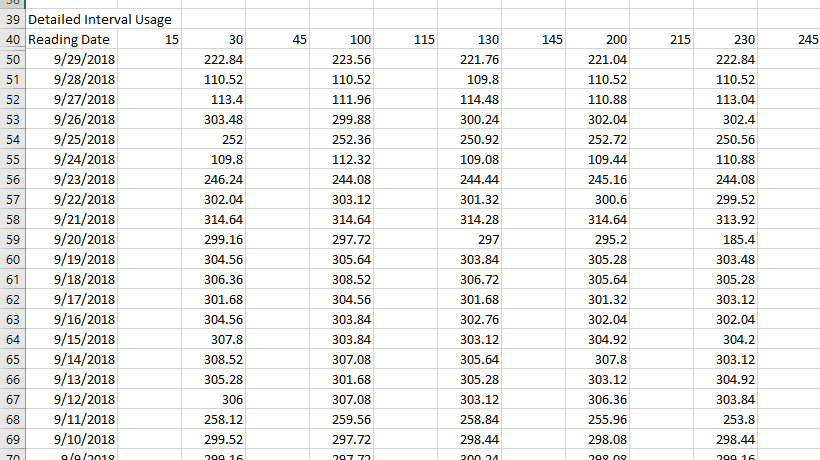 39 Detailed Interval Usage
40 Reading Date 15 30 45 100 115 130 145 200 215 230 245
50 9/29/2018 222.84 223.56 221.76 221.04 222.84
51 9/28/2018 110.52 110.52 109.8 110.52 110.52
52 9/27/2018 113.4 111.96 114.48 110.88 113.04
53 9/26/2018 303.48 299.88 300.24 302.04 302.4
54 9/25/2018 252 252.36 250.92 252.72 250.56
55 9/24/2018 109.8 112.32 109.08 109.44 110.88
56 9/23/2018 246.24 244.08 244.44 245.16 244.08
57 9/22/2018 302.04 303.12 301.32 300.6 299.52
58 9/21/2018 314.64 314.64 314.28 314.64 313.92
59 9/20/2018 299.16 297.72 297 295.2 185.4
60 9/19/2018 304.56 305.64 303.84 305.28 303.48
61 9/18/2018 306.36 308.52 306.72 305.64 305.28
62 9/17/2018 301.68 304.56 301.68 301.32 303.12
63 9/16/2018 304.56 303.84 302.76 302.04 302.04
64 9/15/2018 307.8 303.84 303.12 304.92 304.2
65 9/14/2018 308.52 307.08 305.64 307.8 303.12
66 9/13/2018 305.28 301.68 305.28 303.12 304.92
67 9/12/2018 306 307.08 303.12 306.36 303.84
68 9/11/2018 258.12 259.56 258.84 255.96 253.8
69 9/10/2018 299.52 297.72 298.44 298.08 298.44
70 9/9/2018 299.16 297.72 300.24 298.08 299.16